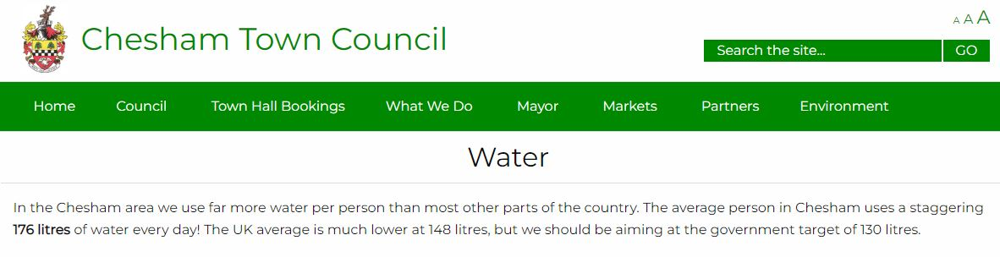 Chesham Town Council
A A A
Search the site...
GO
Home
Council
Town Hall Bookings
What We Do
Mayor
Markets
Partners
Environment
Water
In the Chesham area we use far more water per person than most other parts of the country. The average person in Chesham uses a staggering
176 litres of water every day! The UK average is much lower at 148 litres, but we should be aiming at the government target of 130 litres.